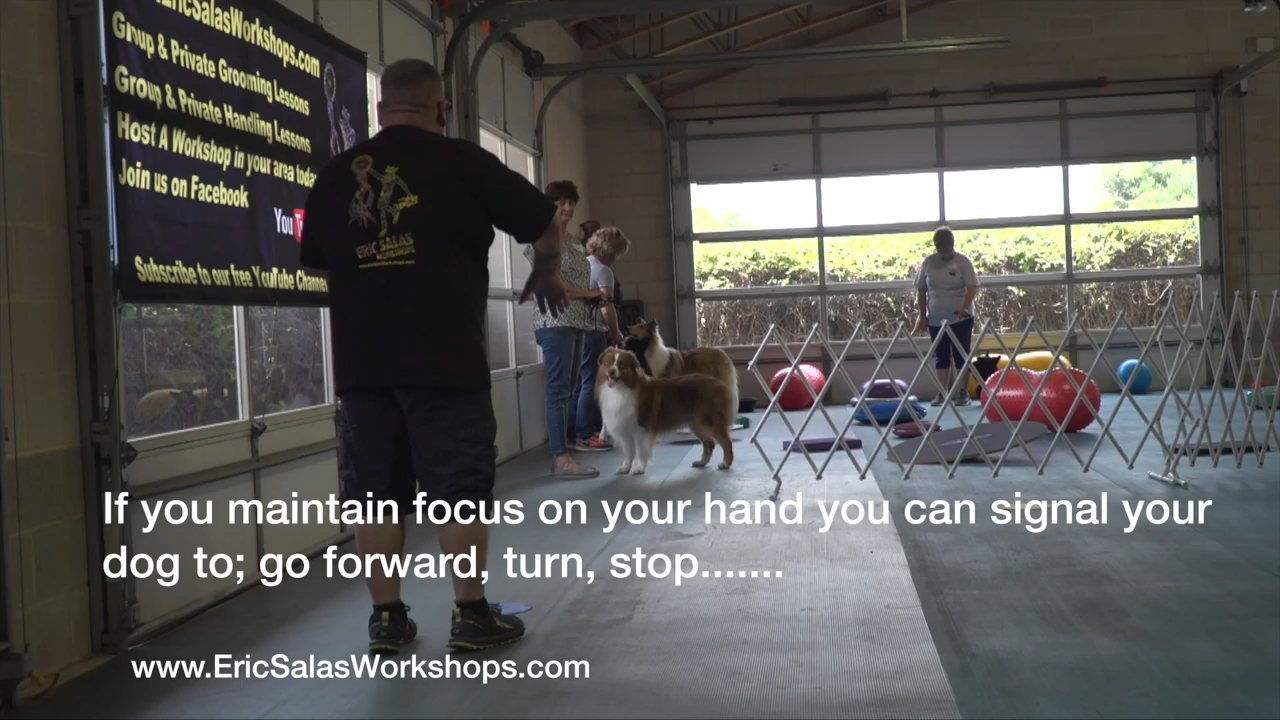 EricSalasWorkshops.com
Group & Private Grooming Lessons
Group & Private Handling Lessons
Host A Workshop in your area today
Join us on Facebook
You
Subscribe to our free YouTube Channel
ERIC SALAS
WORKSHOPS
If you maintain focus on your hand you can signal your
dog to; go forward, turn, stop.......
www.EricSalasWorkshops.com